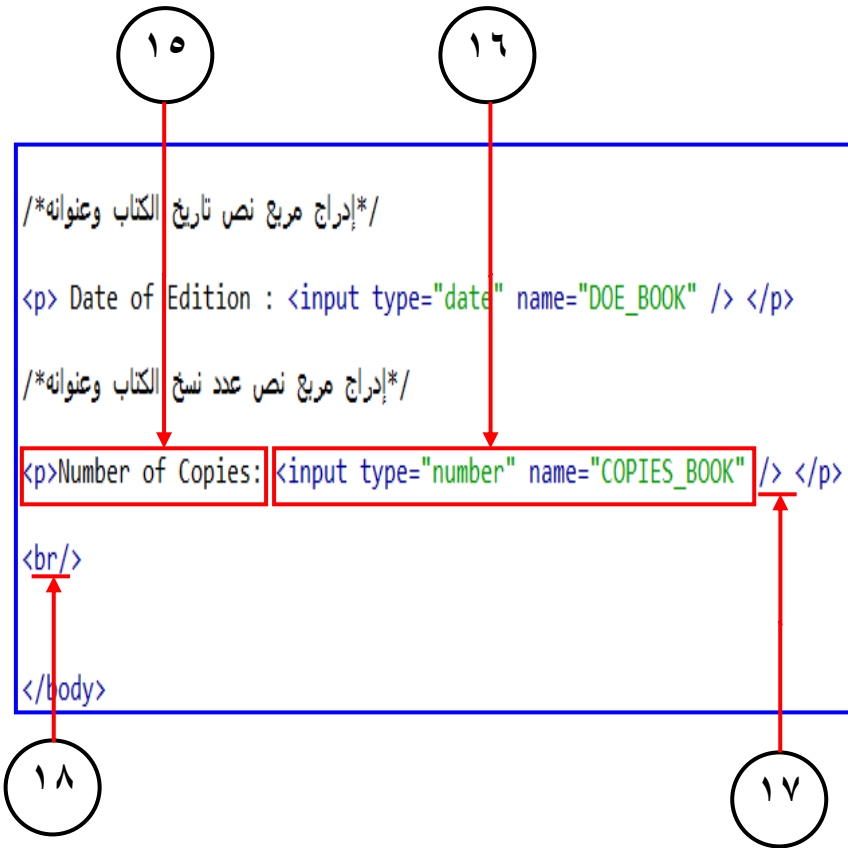 ١٥ ١٦
/*إدراج مربع نص تاريخ الكتاب وعنوانه*/
<p> Date of Edition : <input type="date" name="DOE_BOOK" /> </p>
/*إدراج مربع نص عدد نسخ الكتاب وعنوانه*/
<p>Number of Copies: <input type="number" name="COPIES_BOOK" /> </p>
<br/>
</body>
١٨ ١٧